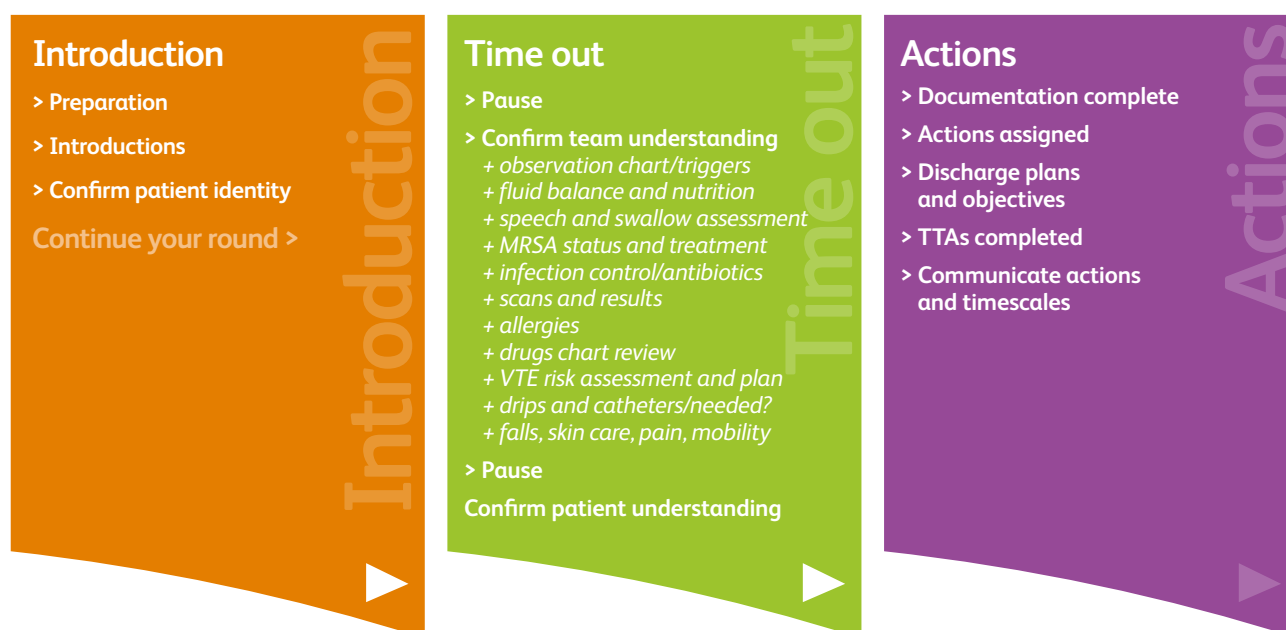 Introduction
> Preparation
> Introductions
> Confirm patient identity
Continue your round >
Introduction
Time out
> Pause
> Confirm team understanding
+ observation chart/triggers
+ fluid balance and nutrition
+ speech and swallow assessment
+ MRSA status and treatment
+ infection control/antibiotics
+ scans and results
+ allergies
+ drugs chart review
+ VTE risk assessment and plan
+ drips and catheters/needed?
+ falls, skin care, pain, mobility
> Pause
Confirm patient understanding
Time out
Actions
> Documentation complete
> Actions assigned
> Discharge plans
and objectives
> TTAs completed
> Communicate actions
and timescales
Actions